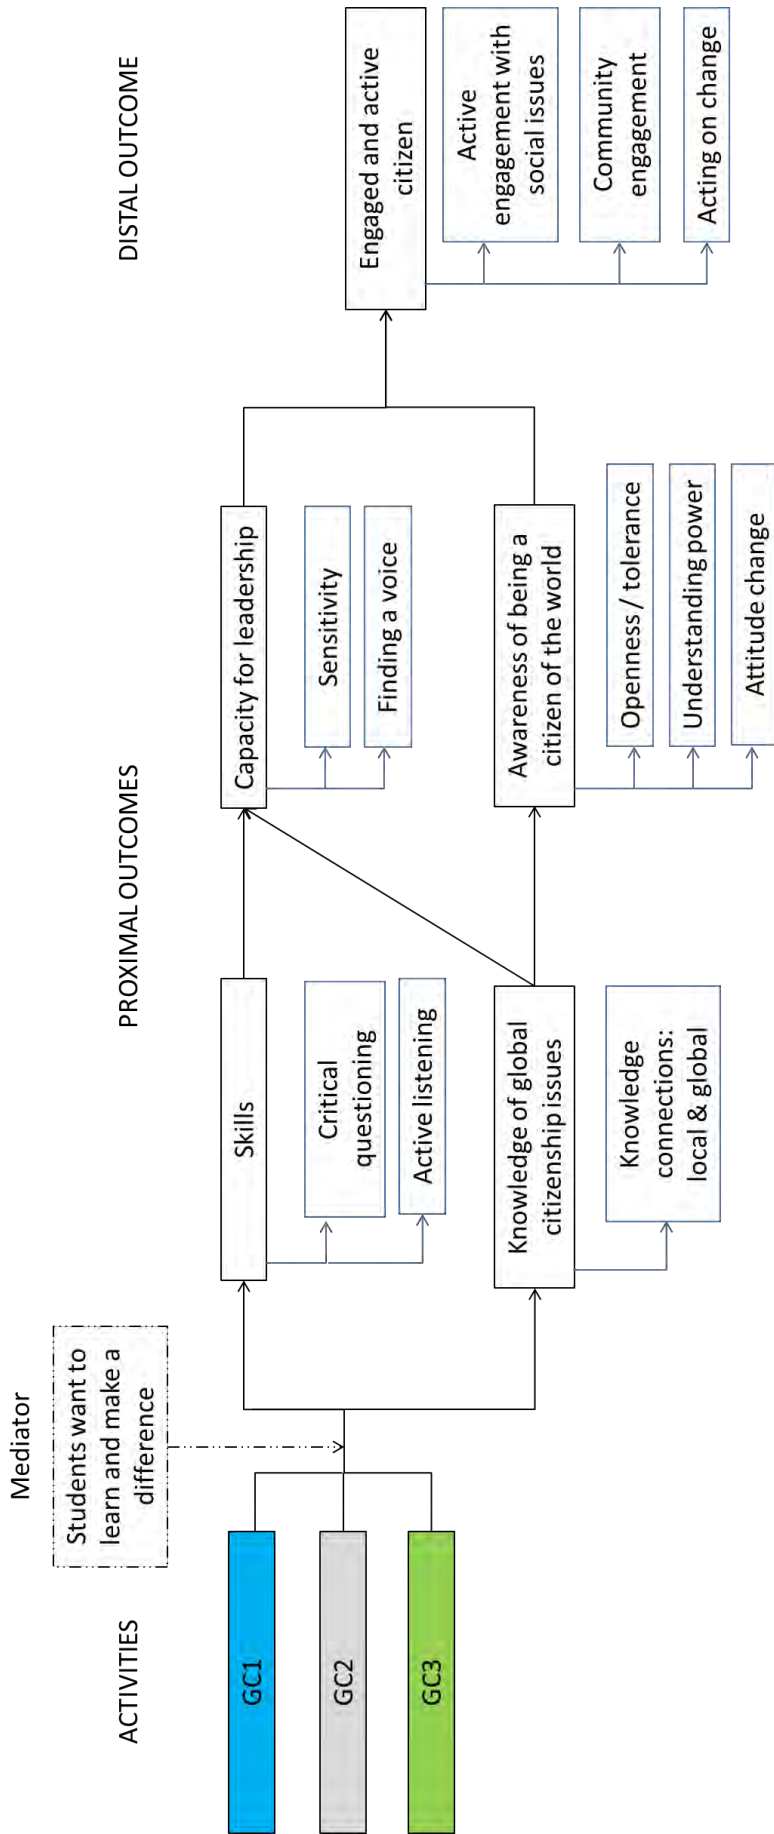 Mediator
ACTIVITIES
PROXIMAL OUTCOMES
DISTAL OUTCOME
Students want to
learn and make a
difference
GC1
GC2
GC3
Skills
Critical
questioning
Active listening
Knowledge of global
citizenship issues
Knowledge
connections:
local & global
Capacity for leadership
Sensitivity
Finding a voice
Awareness of being a
citizen of the world
Openness / tolerance
Understanding power
Attitude change
Engaged and active
citizen
Active
engagement with
social issues
Community
engagement
Acting on change